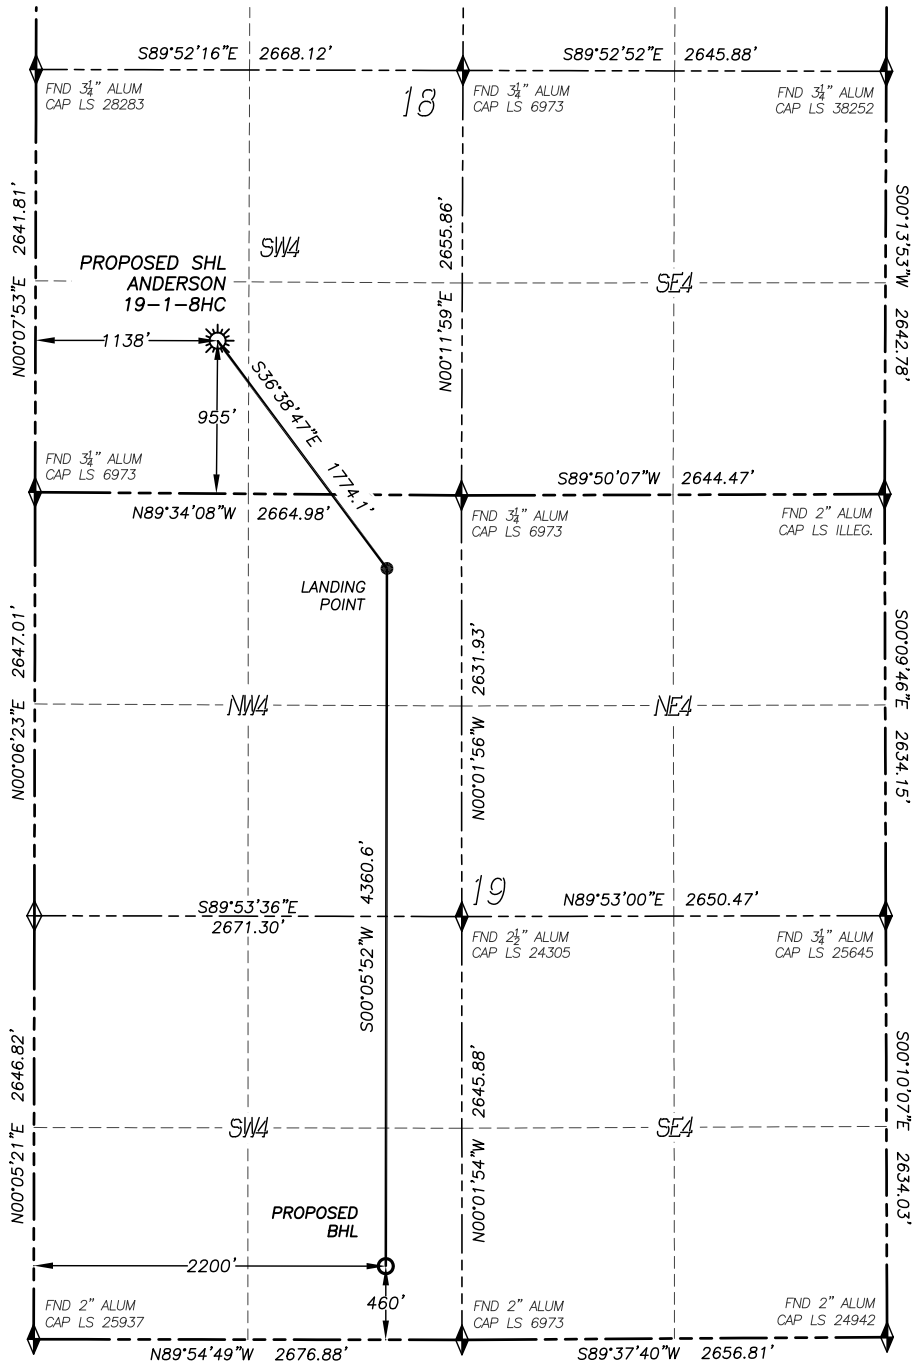 S89°52'16"E 2668.12'
S89°52'52"E 2645.88'
FND 3¼" ALUM
CAP LS 28283
18
FND 3¼" ALUM
CAP LS 6973
FND 3¼" ALUM
CAP LS 38252
N00°07'53"E 2641.81'
N00°11'59"E 2655.86'
S00°13'53"W 2642.78'
SW4
SE4
PROPOSED SHL
ANDERSON
19-1-8HC
1138'
955'
S36°38'47"E 1774.1'
FND 3¼" ALUM
CAP LS 6973
N89°34'08"W 2664.98'
S89°50'07"W 2644.47'
FND 3¼" ALUM
CAP LS 6973
FND 2" ALUM
CAP LS ILLEG.
LANDING
POINT
N00°06'23"E 2647.01'
N00°01'56"W 2631.93'
S00°09'46"E 2634.15'
NW4
NE4
S00°05'52"W 4360.6'
19
S89°53'36"E
2671.30'
N89°53'00"E 2650.47'
FND 2½" ALUM
CAP LS 24305
FND 3¼" ALUM
CAP LS 25645
N00°05'21"E 2646.82'
N00°01'54"W 2645.88'
S00°10'07"E 2634.03'
SW4
SE4
PROPOSED
BHL
2200'
460'
FND 2" ALUM
CAP LS 25937
FND 2" ALUM
CAP LS 6973
FND 2" ALUM
CAP LS 24942
N89°54'49"W 2676.88'
S89°37'40"W 2656.81'